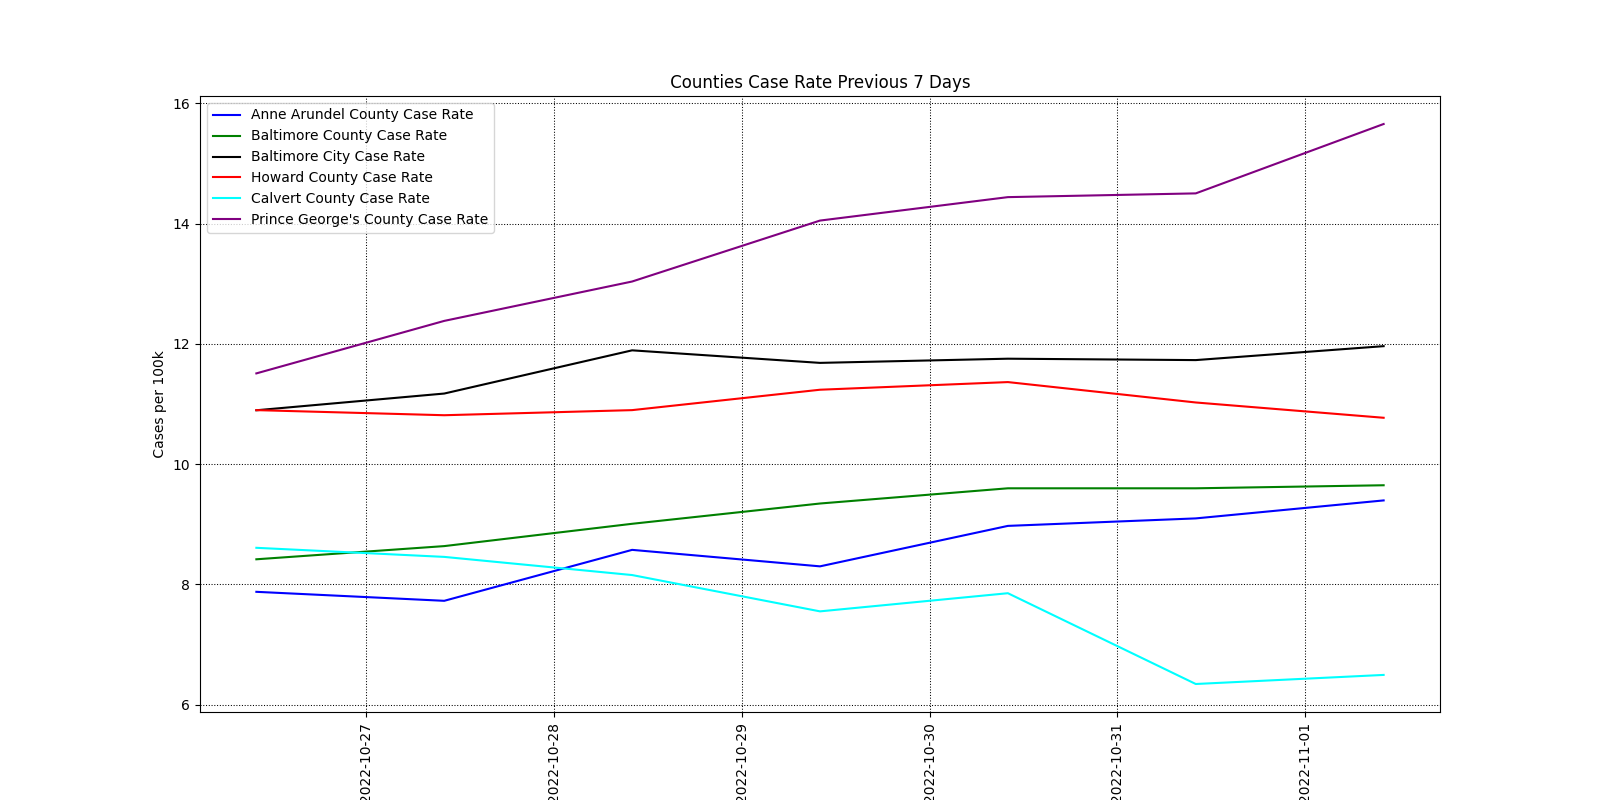 Counties Case Rate Previous 7 Days
Anne Arundel County Case Rate
Baltimore County Case Rate
Baltimore City Case Rate
Howard County Case Rate
Calvert County Case Rate
Prince George's County Case Rate
Cases per 100k
16
14
12
10
8
6
2022-10-27
2022-10-28
2022-10-29
2022-10-30
2022-10-31
2022-11-01